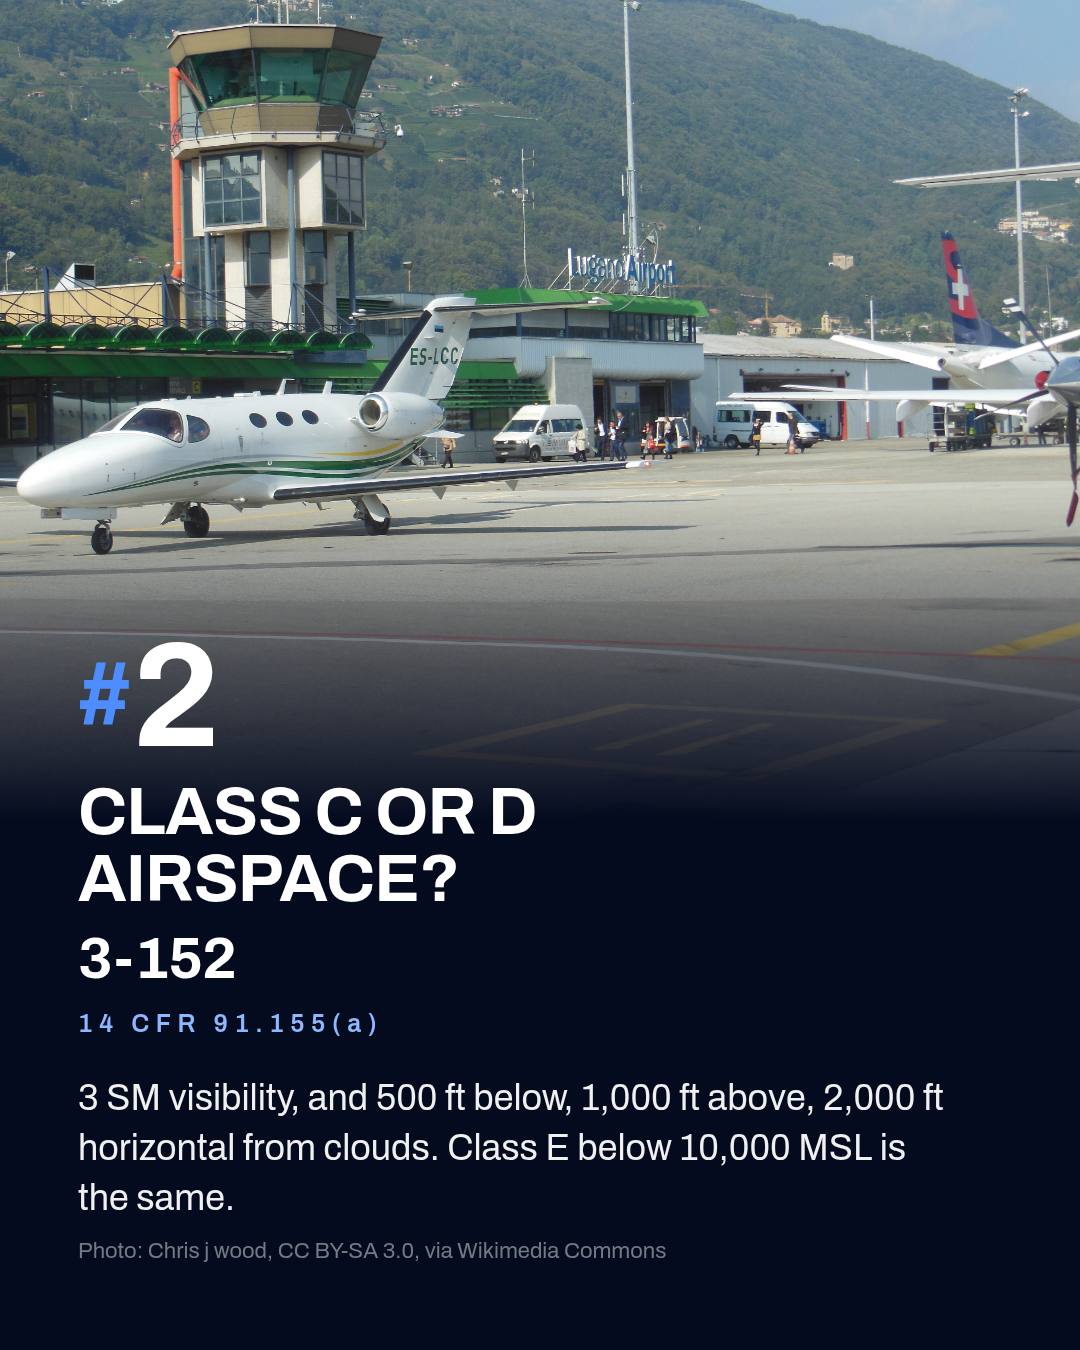 Lugano Airport
ES-LCC
#2
CLASS C OR D
AIRSPACE?
3-152
14 CFR 91.155(a)
3 SM visibility, and 500 ft below, 1,000 ft above, 2,000 ft
horizontal from clouds. Class E below 10,000 MSL is
the same.
Photo: Chris j wood, CC BY-SA 3.0, via Wikimedia Commons